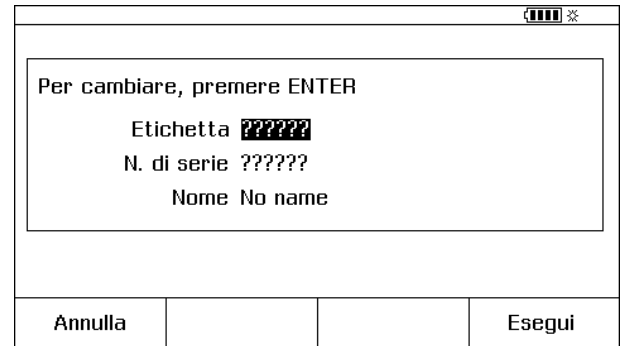 Per cambiare, premere ENTER
Etichetta ??????
N. di serie ??????
Nome No name
Annulla Esegui